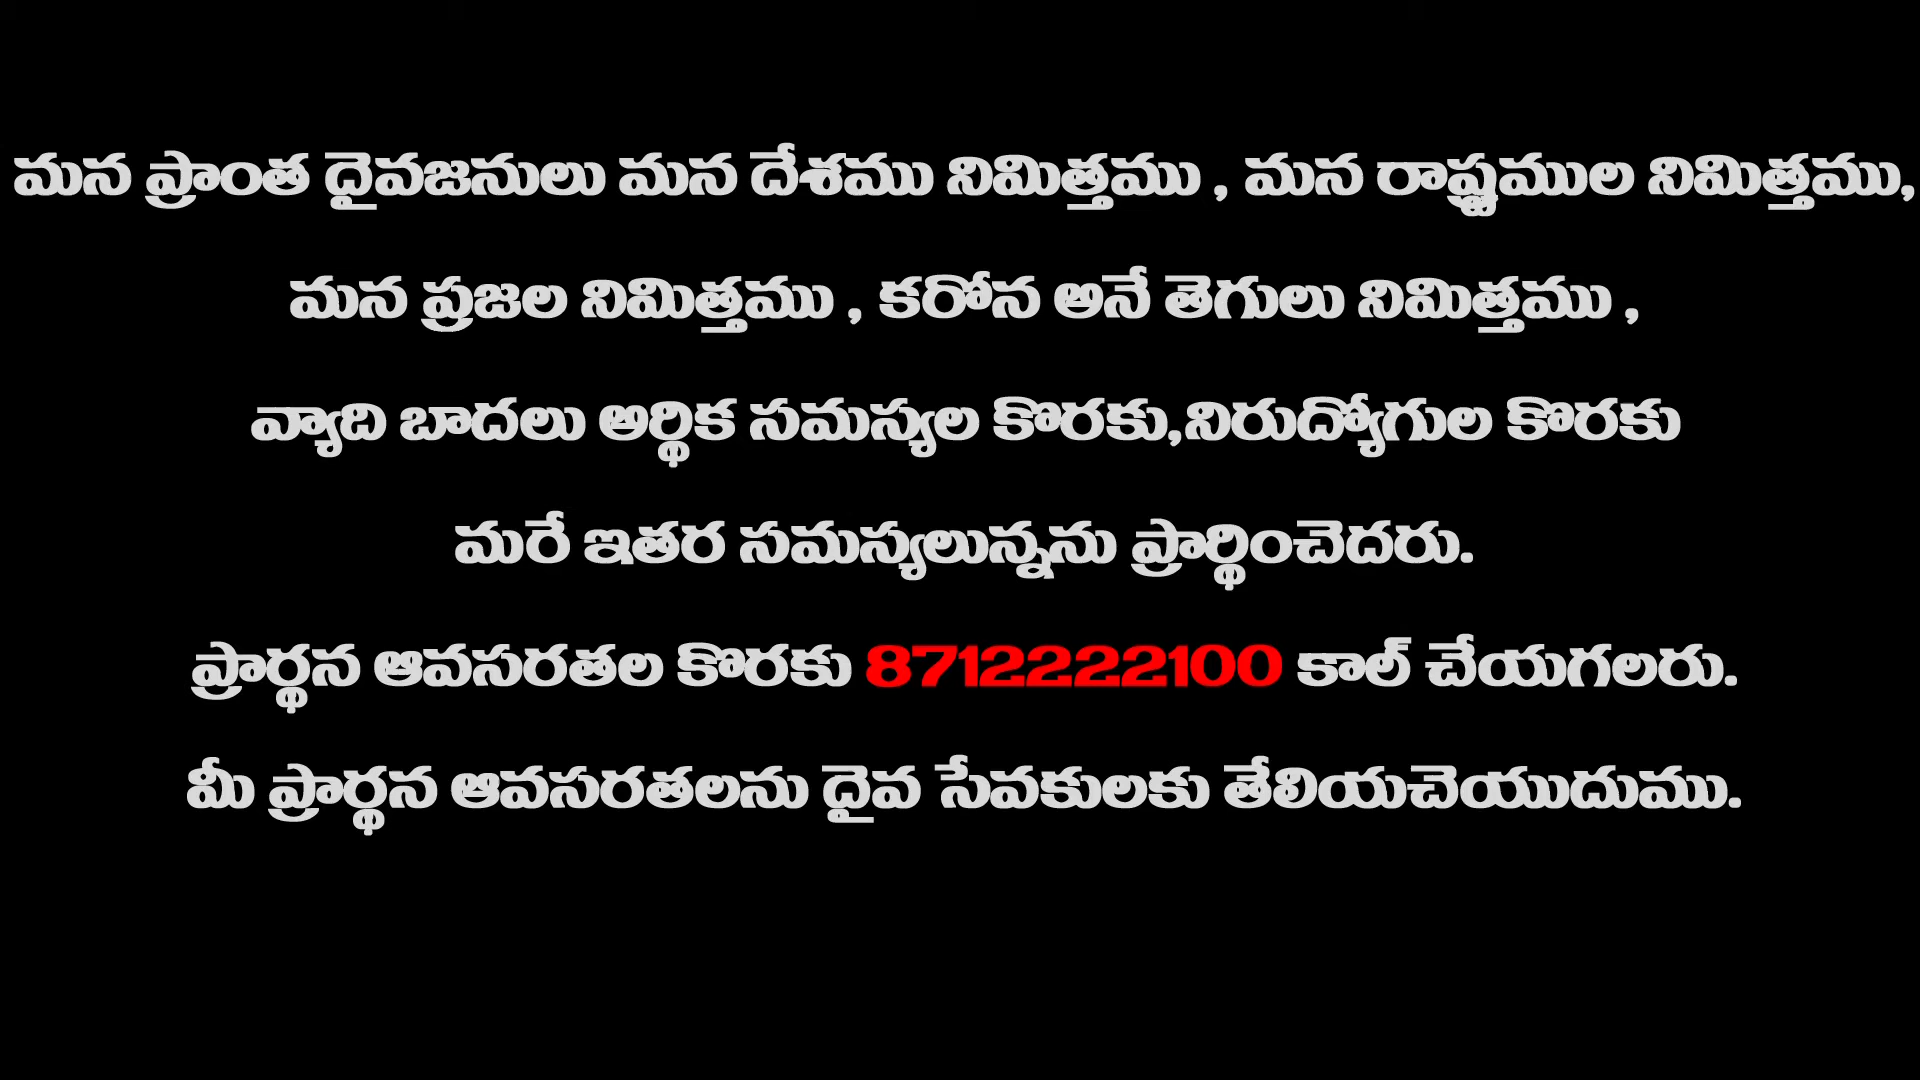 మన ప్రాంత దైవజనులు మన దేశము నిమిత్తము , మన రాష్ట్రముల నిమిత్తము,
మన ప్రజల నిమిత్తము , కరోన అనే తెగులు నిమిత్తము ,
వ్యాది బాదలు అర్థిక సమస్యల కొరకు,నిరుద్యోగుల కొరకు
మరే ఇతర సమస్యలున్నను ప్రార్థించెదరు.
ప్రార్థన ఆవసరతల కొరకు 8712222100 కాల్ చేయగలరు.
మీ ప్రార్థన ఆవసరతలను దైవ సేవకులకు తేలియచెయుదుము.